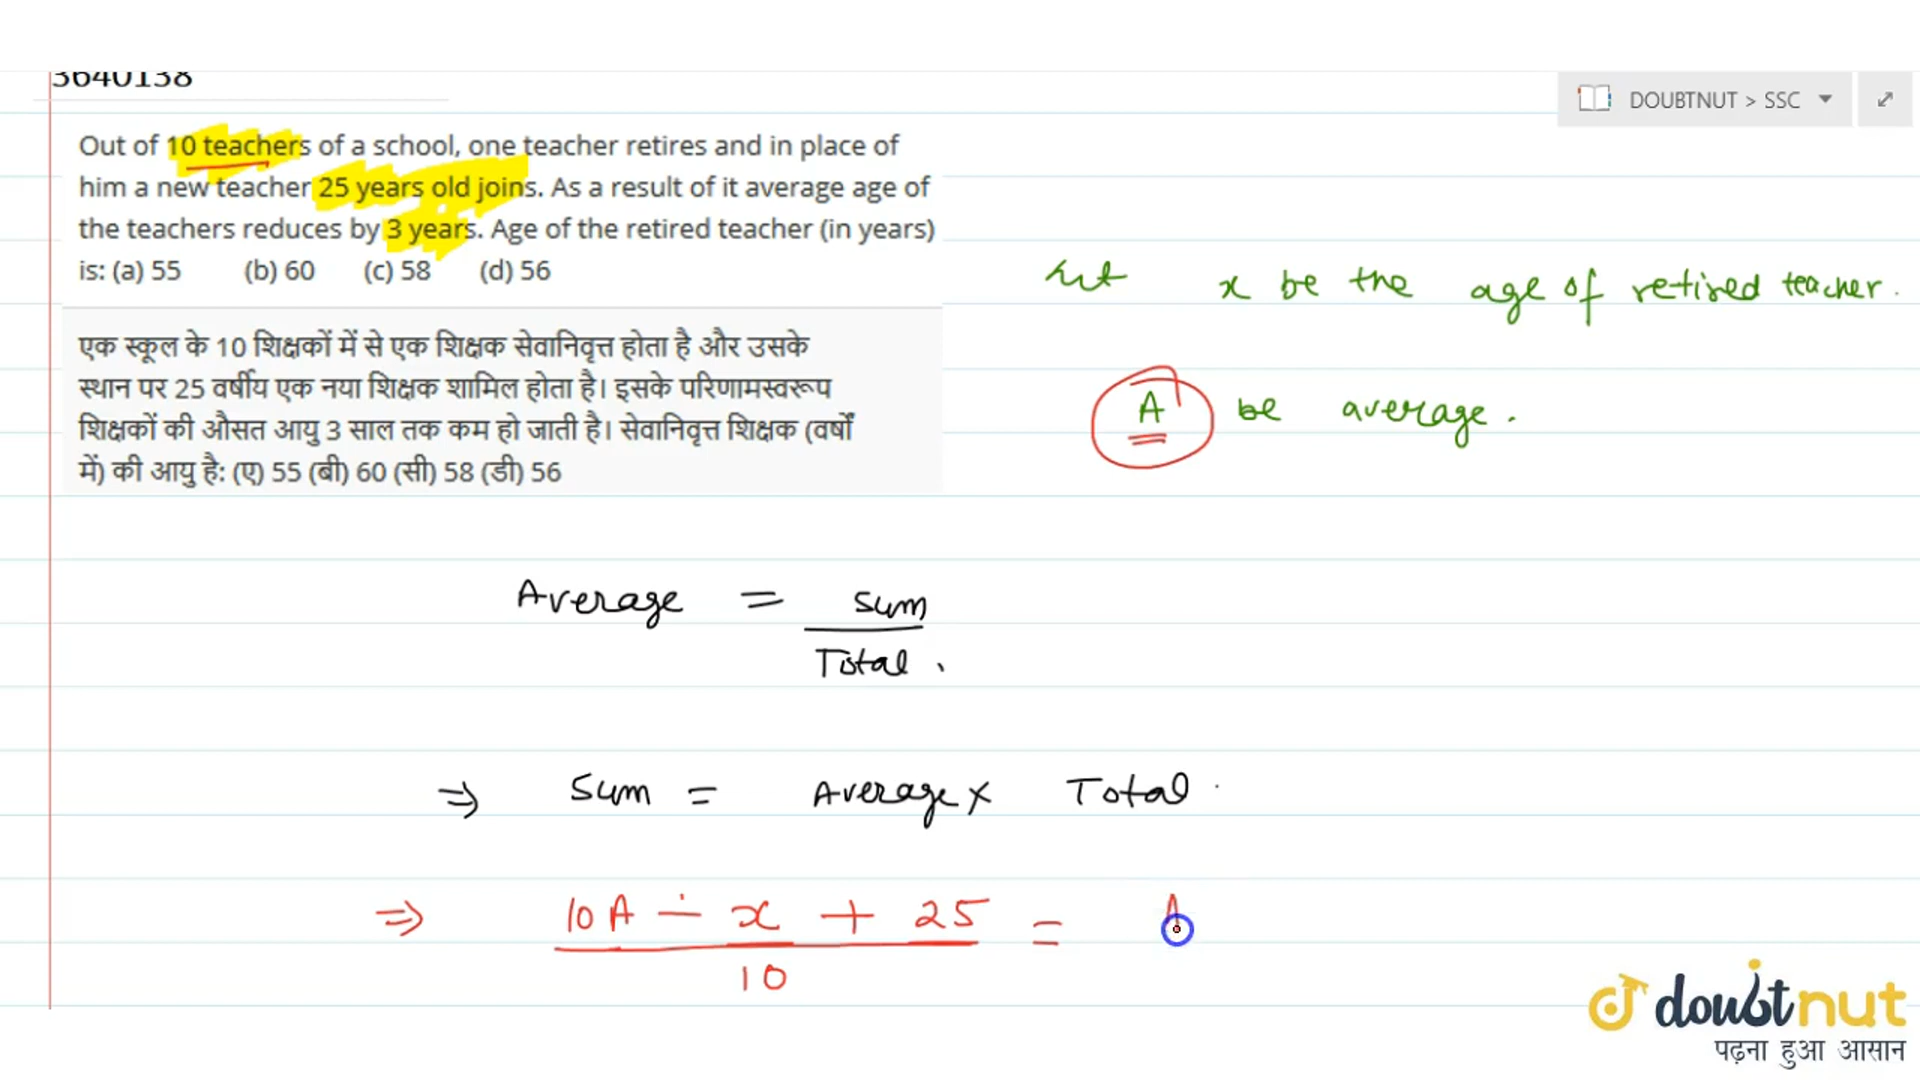 3640138
DOUBTNUT > SSC
Out of 10 teachers of a school, one teacher retires and in place of
him a new teacher 25 years old joins. As a result of it average age of
the teachers reduces by 3 years. Age of the retired teacher (in years)
is: (a) 55 (b) 60 (c) 58 (d) 56
एक स्कूल के 10 शिक्षकों में से एक शिक्षक सेवानिवृत्त होता है और उसके
स्थान पर 25 वर्षीय एक नया शिक्षक शामिल होता है। इसके परिणामस्वरूप
शिक्षकों की औसत आयु 3 साल तक कम हो जाती है। सेवानिवृत्त शिक्षक (वर्षों
में) की आयु है: (ए) 55 (बी) 60 (सी) 58 (डी) 56
Let x be the age of retired teacher.
A be average.
Average = Sum
Total.
⇒ Sum = Average × Total.
⇒ 10A - x + 25 = A
10
doubtnut
पढ़ना हुआ आसान